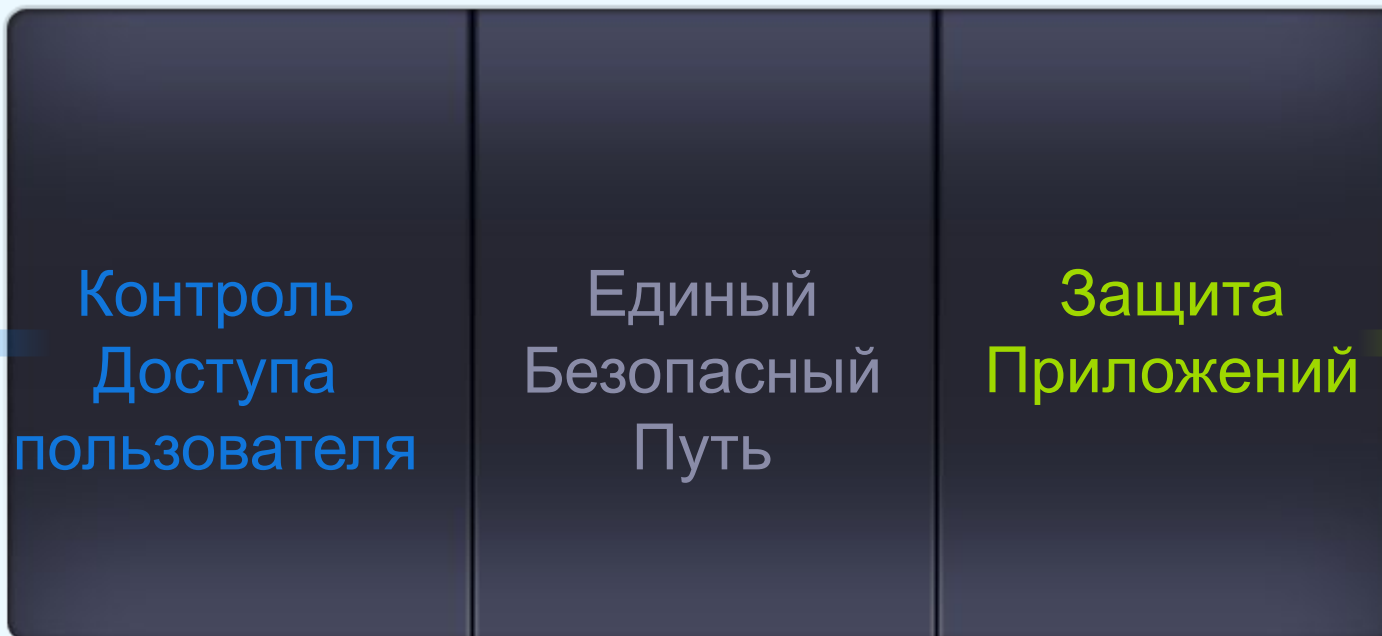 Контроль
Доступа
пользователя
Единый
Безопасный
Путь
Защита
Приложений